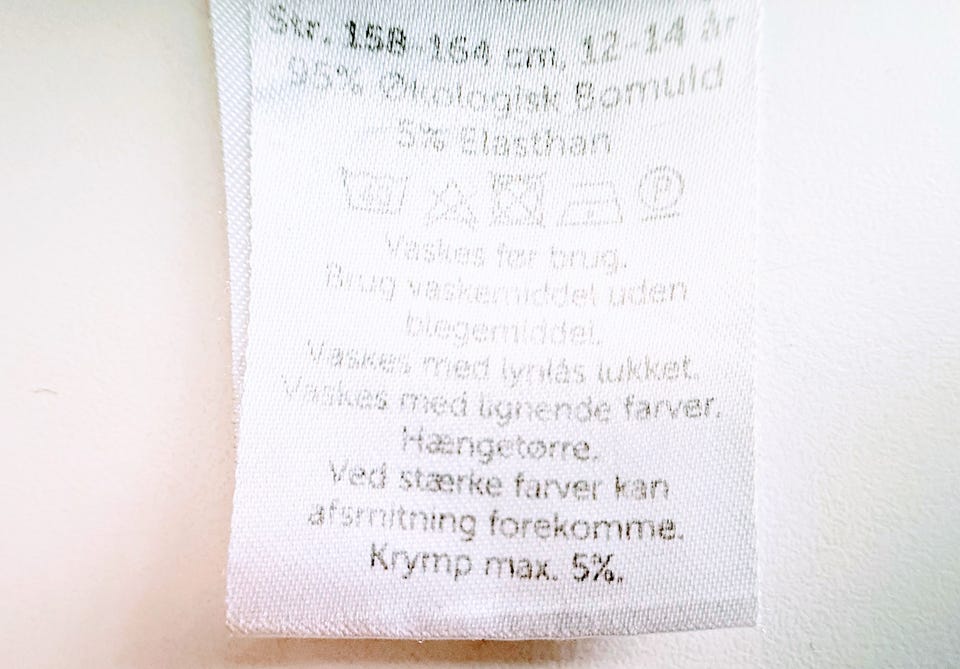 Str. 158-164 cm, 12-14 år
95% Økologisk Bomuld
5% Elasthan
40 P
Vaskes før brug.
Brug vaskemiddel uden
blegemiddel.
Vaskes med lynlås lukket.
Vaskes med lignende farver.
Hængetørre.
Ved stærke farver kan
afsmitning forekomme.
Krymp max. 5%.